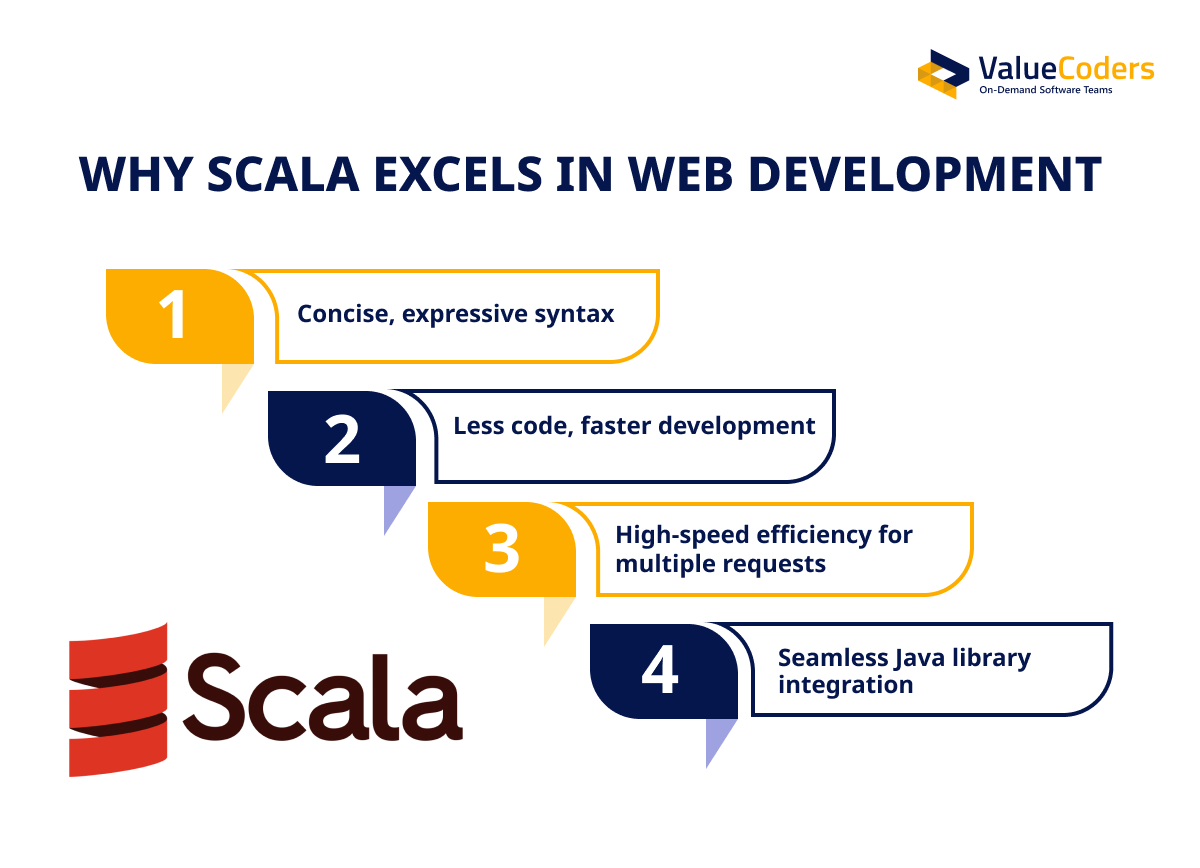 ValueCoders
On-Demand Software Teams
WHY SCALA EXCELS IN WEB DEVELOPMENT
1
Concise, expressive syntax
2
Less code, faster development
3
High-speed efficiency for
multiple requests
4
Seamless Java library
integration
Scala